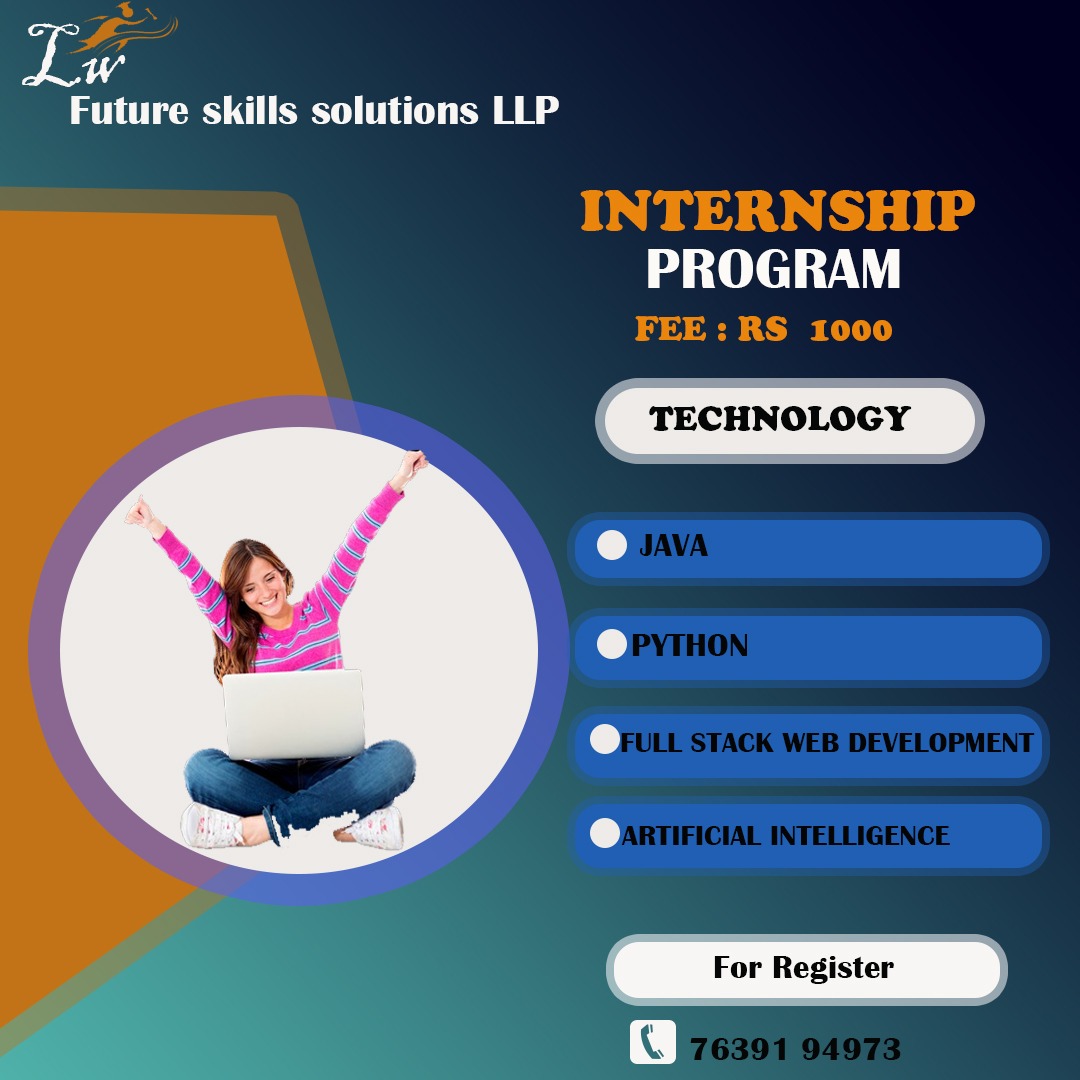 Lw
Future skills solutions LLP
INTERNSHIP
PROGRAM
FEE : RS 1000
TECHNOLOGY
JAVA
PYTHON
FULL STACK WEB DEVELOPMENT
ARTIFICIAL INTELLIGENCE
For Register
76391 94973